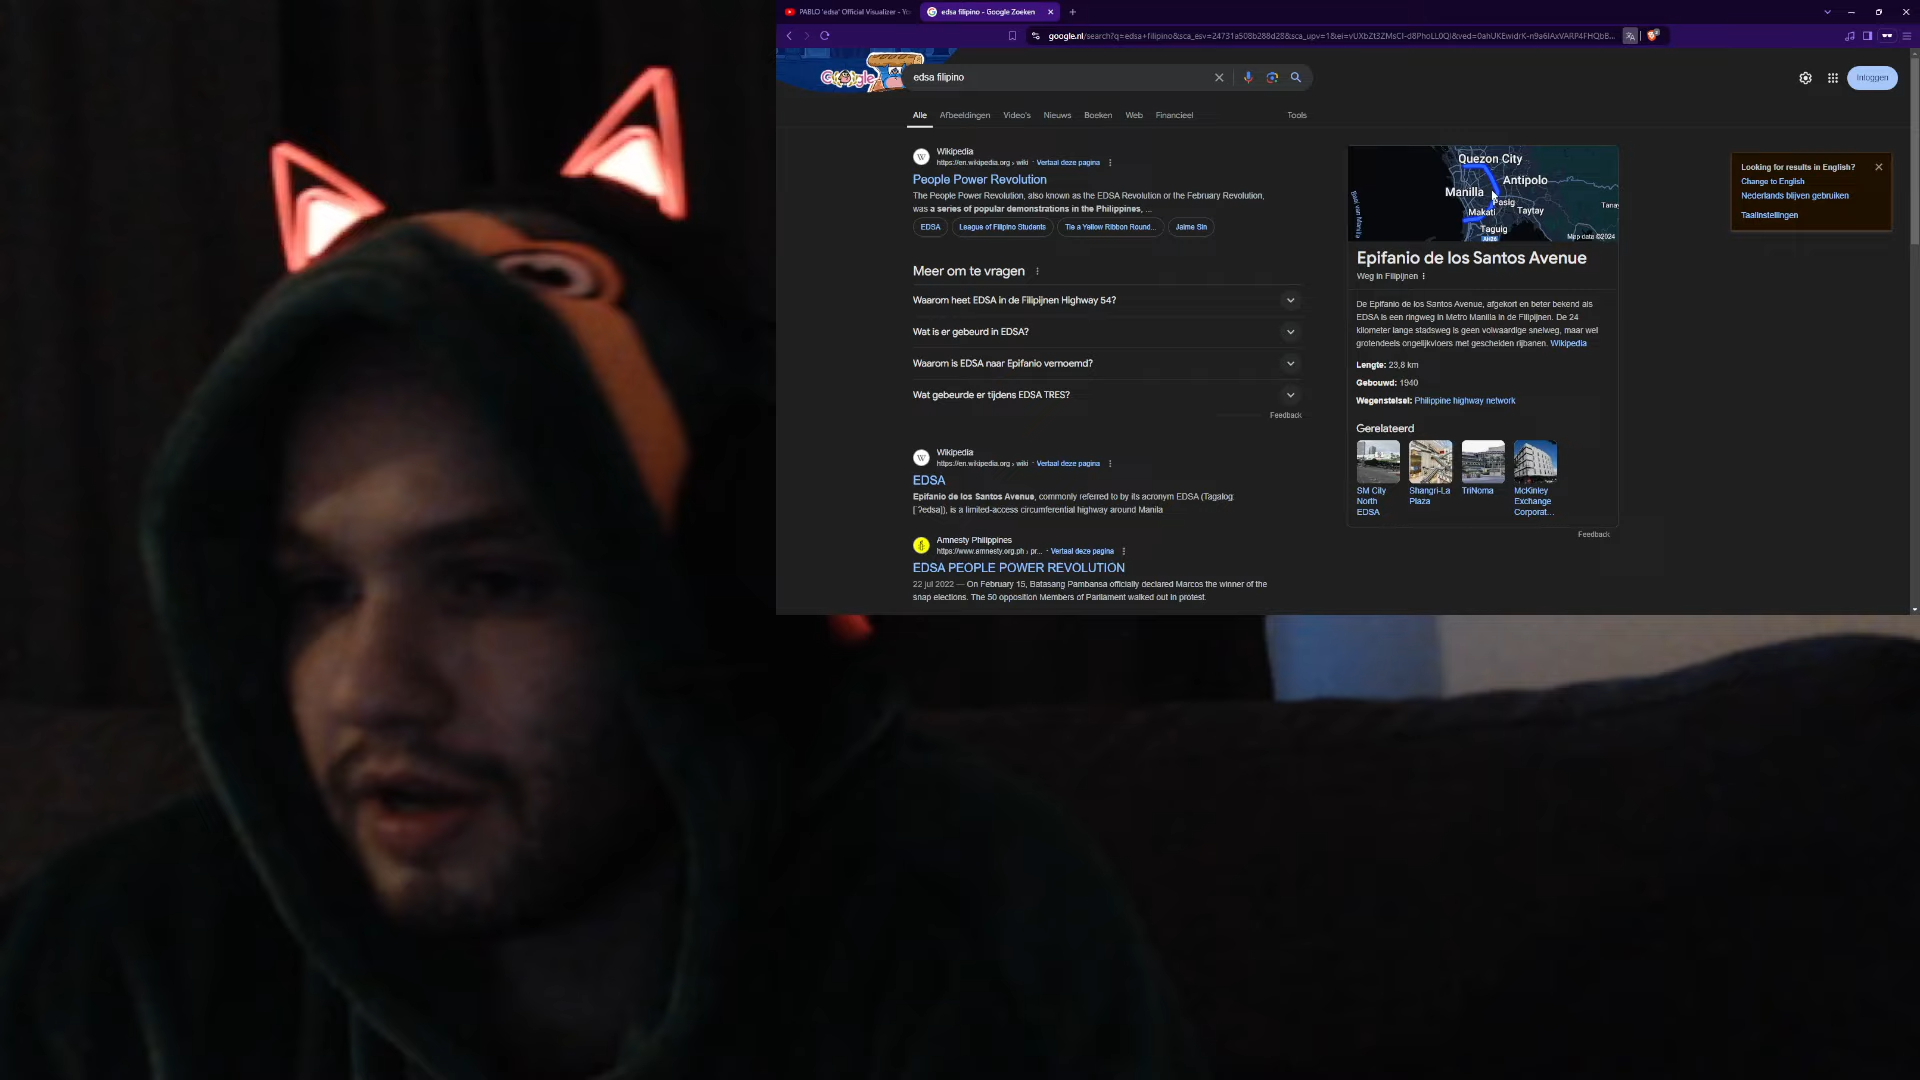 PABLO 'edsa' Official Visualizer - Yo
edsa filipino - Google Zoeken
google.nl/search?q=edsa+filipino&sca_esv=24731a508b288d28&sca_upv=1&ei=
Google
edsa filipino
Inloggen
Alle Afbeeldingen Video's Nieuws Boeken Web Financieel Tools
Wikipedia
https://en.wikipedia.org › wiki · Vertaal deze pagina
People Power Revolution
The People Power Revolution, also known as the EDSA Revolution or the February Revolution,
was a series of popular demonstrations in the Philippines, ...
EDSA League of Filipino Students Tie a Yellow Ribbon Round... Jaime Sin
Meer om te vragen
Waarom heet EDSA in de Filipijnen Highway 54?
Wat is er gebeurd in EDSA?
Waarom is EDSA naar Epifanio vernoemd?
Wat gebeurde er tijdens EDSA TRES?
Feedback
Wikipedia
https://en.wikipedia.org › wiki · Vertaal deze pagina
EDSA
Epifanio de los Santos Avenue, commonly referred to by its acronym EDSA (Tagalog:
[ˈʔedsa]), is a limited-access circumferential highway around Manila
Amnesty Philippines
https://www.amnesty.org.ph › pr... · Vertaal deze pagina
EDSA PEOPLE POWER REVOLUTION
22 jul 2022 — On February 15, Batasang Pambansa officially declared Marcos the winner of the
snap elections. The 50 opposition Members of Parliament walked out in protest.
Quezon City
Antipolo
Manilla
Pasig
Makati
Taytay
Tana
Taguig
Baai van Manila
Map data ©2024
Epifanio de los Santos Avenue
Weg in Filipijnen
De Epifanio de los Santos Avenue, afgekort en beter bekend als
EDSA is een ringweg in Metro Manilla in de Filipijnen. De 24
kilometer lange stadsweg is geen volwaardige snelweg, maar wel
grotendeels ongelijkvloers met gescheiden rijbanen. Wikipedia
Lengte: 23,8 km
Gebouwd: 1940
Wegenstelsel: Philippine highway network
Gerelateerd
SM City
North
EDSA
Shangri-La
Plaza
TriNoma
McKinley
Exchange
Corporat...
Feedback
Looking for results in English?
Change to English
Nederlands blijven gebruiken
Taalinstellingen